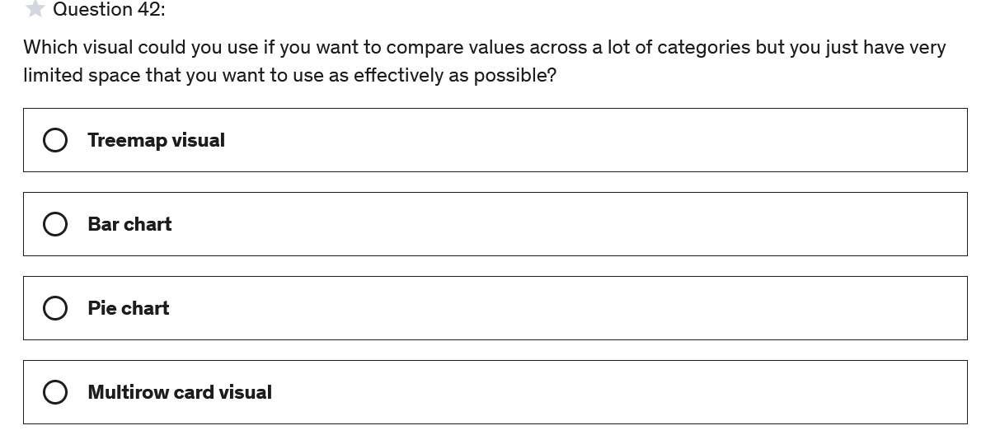 Question 42:
Which visual could you use if you want to compare values across a lot of categories but you just have very
limited space that you want to use as effectively as possible?
Treemap visual
Bar chart
Pie chart
Multirow card visual